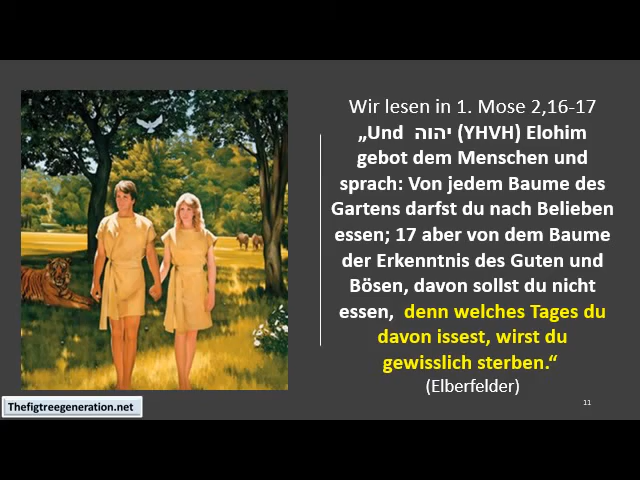 Wir lesen in 1. Mose 2,16-17
„Und יהוה (YHVH) Elohim
gebot dem Menschen und
sprach: Von jedem Baume des
Gartens darfst du nach Belieben
essen; 17 aber von dem Baume
der Erkenntnis des Guten und
Bösen, davon sollst du nicht
essen, denn welches Tages du
davon issest, wirst du
gewisslich sterben.“
(Elberfelder)
Thefigtreegeneration.net
11